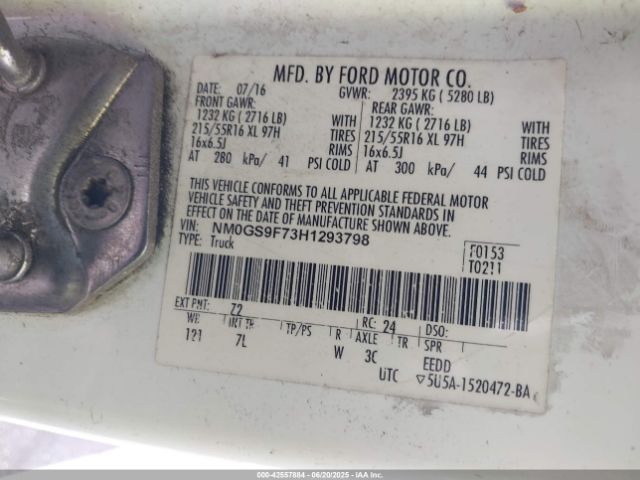 MFD. BY FORD MOTOR CO.
DATE: 07/16 GVWR: 2395 KG ( 5280 LB)
FRONT GAWR: REAR GAWR:
1232 KG ( 2716 LB) WITH 1232 KG ( 2716 LB) WITH
215/55R16 XL 97H TIRES 215/55R16 XL 97H TIRES
16x6.5J RIMS 16x6.5J RIMS
AT 280 kPa/ 41 PSI COLD AT 300 kPa/ 44 PSI COLD
THIS VEHICLE CONFORMS TO ALL APPLICABLE FEDERAL MOTOR
VEHICLE SAFETY AND THEFT PREVENTION STANDARDS IN
EFFECT ON THE DATE OF MANUFACTURE SHOWN ABOVE.
VIN: NM0GS9F73H1293798 F0153
TYPE: Truck T0211
EXT PNT: Z2 RC: 24 DSO:
WB INT TR TP/PS R AXLE TR SPR
121 7L W 3C EEDD
UTC ▽5U5A-1520472-BA
000-42557884 | 06/20/2025 | IAAI.COM